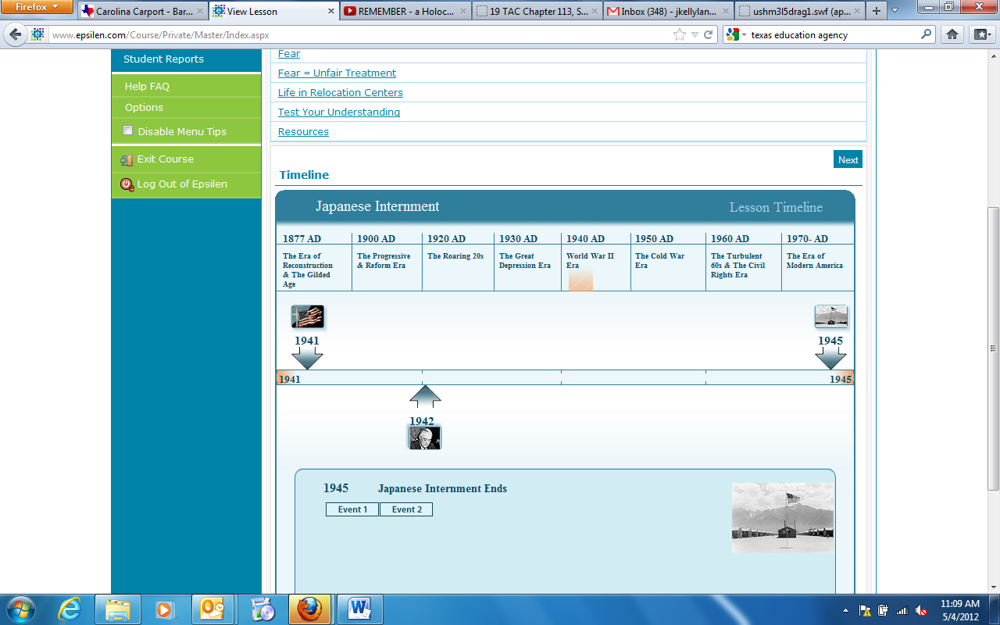 Firefox
Carolina Carport - Bar...
View Lesson
REMEMBER - a Holoc...
19 TAC Chapter 113, S...
Inbox (348) - jkellylan...
ushm3l5drag1.swf (ap...
www.epsilen.com/Course/Private/Master/Index.aspx
texas education agency
Student Reports
Help FAQ
Options
Disable Menu Tips
Exit Course
Log Out of Epsilen
Fear
Fear = Unfair Treatment
Life in Relocation Centers
Test Your Understanding
Resources
Next
Timeline
Japanese Internment
Lesson Timeline
1877 AD
The Era of
Reconstruction
& The Gilded
Age
1900 AD
The Progressive
& Reform Era
1920 AD
The Roaring 20s
1930 AD
The Great
Depression Era
1940 AD
World War II
Era
1950 AD
The Cold War
Era
1960 AD
The Turbulent
60s & The Civil
Rights Era
1970- AD
The Era of
Modern America
1941
1945
1941
1945
1942
1945 Japanese Internment Ends
Event 1 Event 2
11:09 AM
5/4/2012